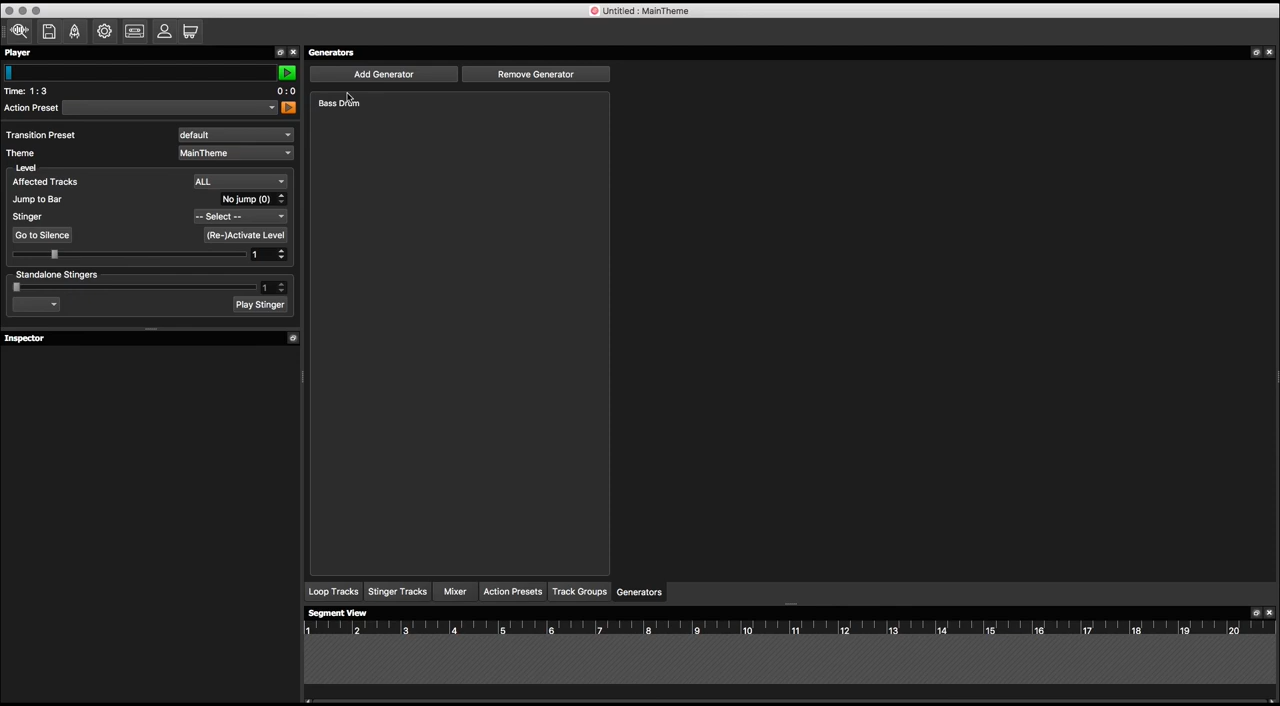 Untitled : MainTheme
Player
Time: 1 : 3
0 : 0
Action Preset
Transition Preset
default
Theme
MainTheme
Level
Affected Tracks
ALL
Jump to Bar
No jump (0)
Stinger
-- Select --
Go to Silence
(Re-)Activate Level
1
Standalone Stingers
1
Play Stinger
Inspector
Generators
Add Generator
Remove Generator
Bass Drum
Loop Tracks
Stinger Tracks
Mixer
Action Presets
Track Groups
Generators
Segment View
1 2 3 4 5 6 7 8 9 10 11 12 13 14 15 16 17 18 19 20